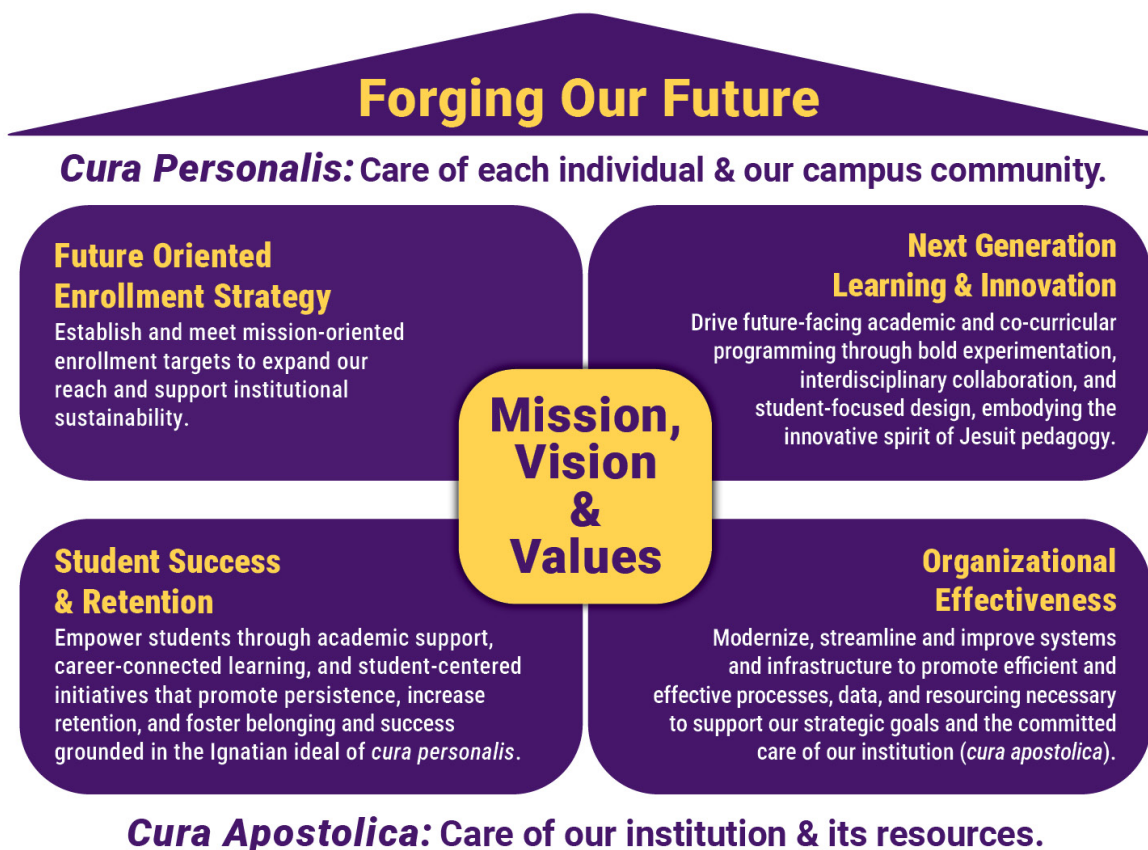 Forging Our Future
Cura Personalis: Care of each individual & our campus community.
Future Oriented
Enrollment Strategy
Establish and meet mission-oriented
enrollment targets to expand our
reach and support institutional
sustainability.
Next Generation
Learning & Innovation
Drive future-facing academic and co-curricular
programming through bold experimentation,
interdisciplinary collaboration, and
student-focused design, embodying the
innovative spirit of Jesuit pedagogy.
Mission,
Vision
&
Values
Student Success
& Retention
Empower students through academic support,
career-connected learning, and student-centered
initiatives that promote persistence, increase
retention, and foster belonging and success
grounded in the Ignatian ideal of cura personalis.
Organizational
Effectiveness
Modernize, streamline and improve systems
and infrastructure to promote efficient and
effective processes, data, and resourcing necessary
to support our strategic goals and the committed
care of our institution (cura apostolica).
Cura Apostolica: Care of our institution & its resources.